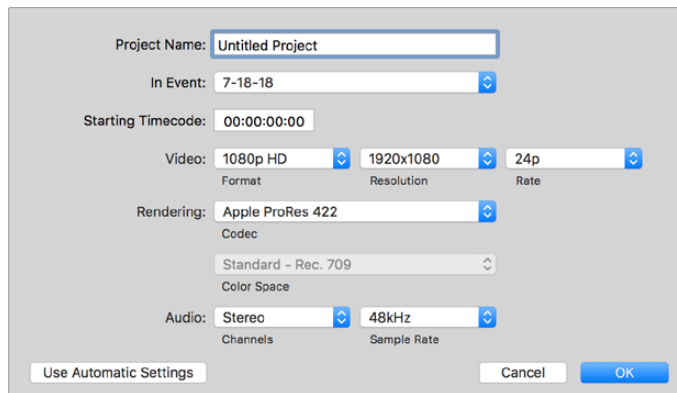 Project Name: Untitled Project
In Event: 7-18-18
Starting Timecode: 00:00:00:00
Video: 1080p HD 1920x1080 24p
Format Resolution Rate
Rendering: Apple ProRes 422
Codec
Standard - Rec. 709
Color Space
Audio: Stereo 48kHz
Channels Sample Rate
Use Automatic Settings Cancel OK